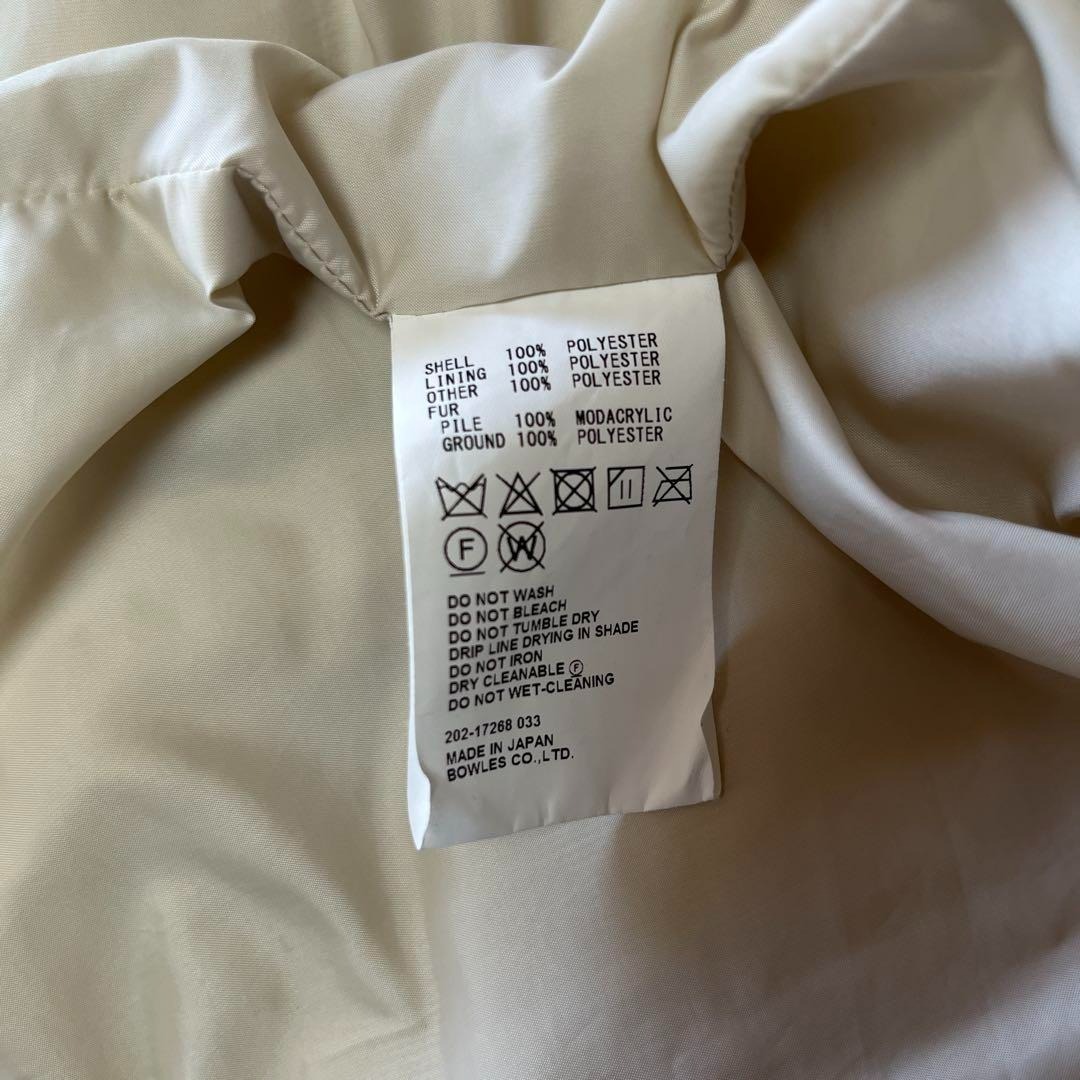 SHELL 100% POLYESTER
LINING 100% POLYESTER
OTHER 100% POLYESTER
FUR
PILE 100% MODACRYLIC
GROUND 100% POLYESTER
F W
DO NOT WASH
DO NOT BLEACH
DO NOT TUMBLE DRY
DRIP LINE DRYING IN SHADE
DO NOT IRON
DRY CLEANABLE Ⓕ
DO NOT WET-CLEANING
202-17268 033
MADE IN JAPAN
BOWLES CO.,LTD.